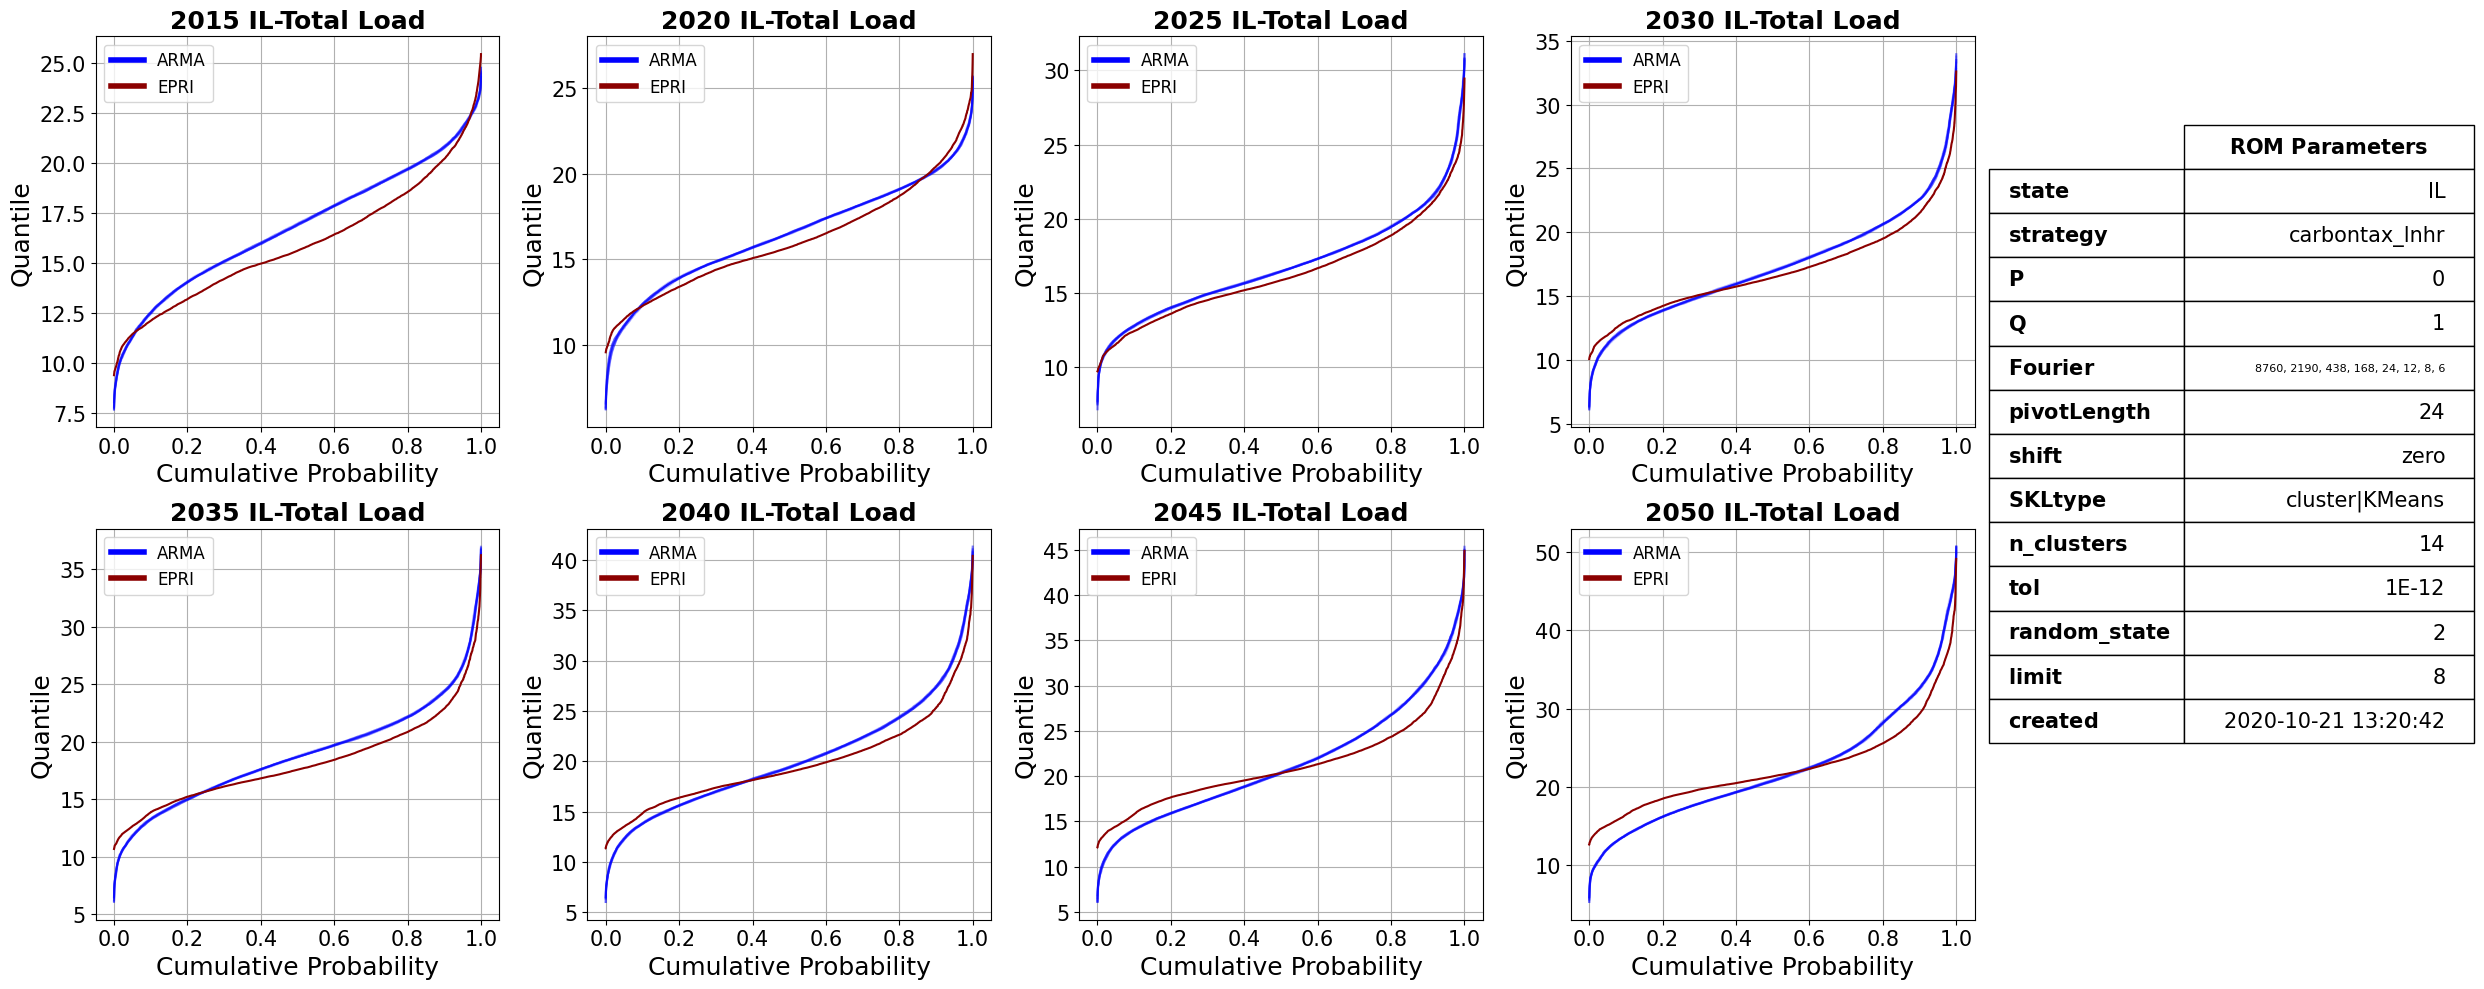 2015 IL-Total Load
ARMA
EPRI
Quantile
25.0
22.5
20.0
17.5
15.0
12.5
10.0
7.5
0.0 0.2 0.4 0.6 0.8 1.0
Cumulative Probability
2020 IL-Total Load
ARMA
EPRI
Quantile
25
20
15
10
0.0 0.2 0.4 0.6 0.8 1.0
Cumulative Probability
2025 IL-Total Load
ARMA
EPRI
Quantile
30
25
20
15
10
0.0 0.2 0.4 0.6 0.8 1.0
Cumulative Probability
2030 IL-Total Load
ARMA
EPRI
Quantile
35
30
25
20
15
10
5
0.0 0.2 0.4 0.6 0.8 1.0
Cumulative Probability
2035 IL-Total Load
ARMA
EPRI
Quantile
35
30
25
20
15
10
5
0.0 0.2 0.4 0.6 0.8 1.0
Cumulative Probability
2040 IL-Total Load
ARMA
EPRI
Quantile
40
35
30
25
20
15
10
5
0.0 0.2 0.4 0.6 0.8 1.0
Cumulative Probability
2045 IL-Total Load
ARMA
EPRI
Quantile
45
40
35
30
25
20
15
10
5
0.0 0.2 0.4 0.6 0.8 1.0
Cumulative Probability
2050 IL-Total Load
ARMA
EPRI
Quantile
50
40
30
20
10
0.0 0.2 0.4 0.6 0.8 1.0
Cumulative Probability
ROM Parameters
state IL
strategy carbontax_lnhr
P 0
Q 1
Fourier 8760, 2190, 438, 168, 24, 12, 8, 6
pivotLength 24
shift zero
SKLtype cluster|KMeans
n_clusters 14
tol 1E-12
random_state 2
limit 8
created 2020-10-21 13:20:42